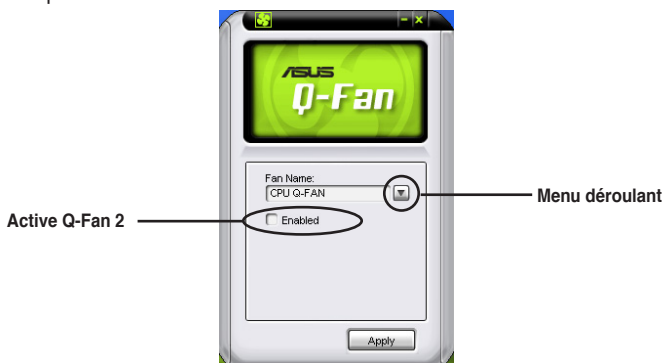 ASUS
Q-Fan
Fan Name:
CPU Q-FAN
Menu déroulant
Active Q-Fan 2
Enabled
Apply